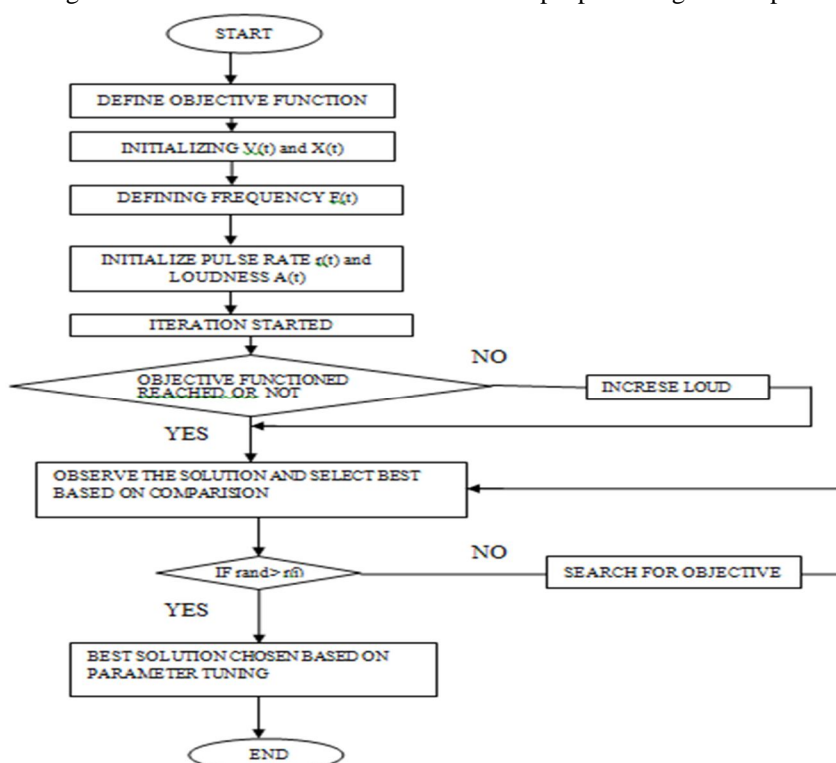 START
DEFINE OBJECTIVE FUNCTION
INITIALIZING V(t) and X(t)
DEFINING FREQUENCY F(t)
INITIALIZE PULSE RATE r(t) and
LOUDNESS A(t)
ITERATION STARTED
NO
OBJECTIVE FUNCTIONED
REACHED OR NOT
INCRESE LOUD
YES
OBSERVE THE SOLUTION AND SELECT BEST
BASED ON COMPARISION
NO
IF rand> r(i)
SEARCH FOR OBJECTIVE
YES
BEST SOLUTION CHOSEN BASED ON
PARAMETER TUNING
END